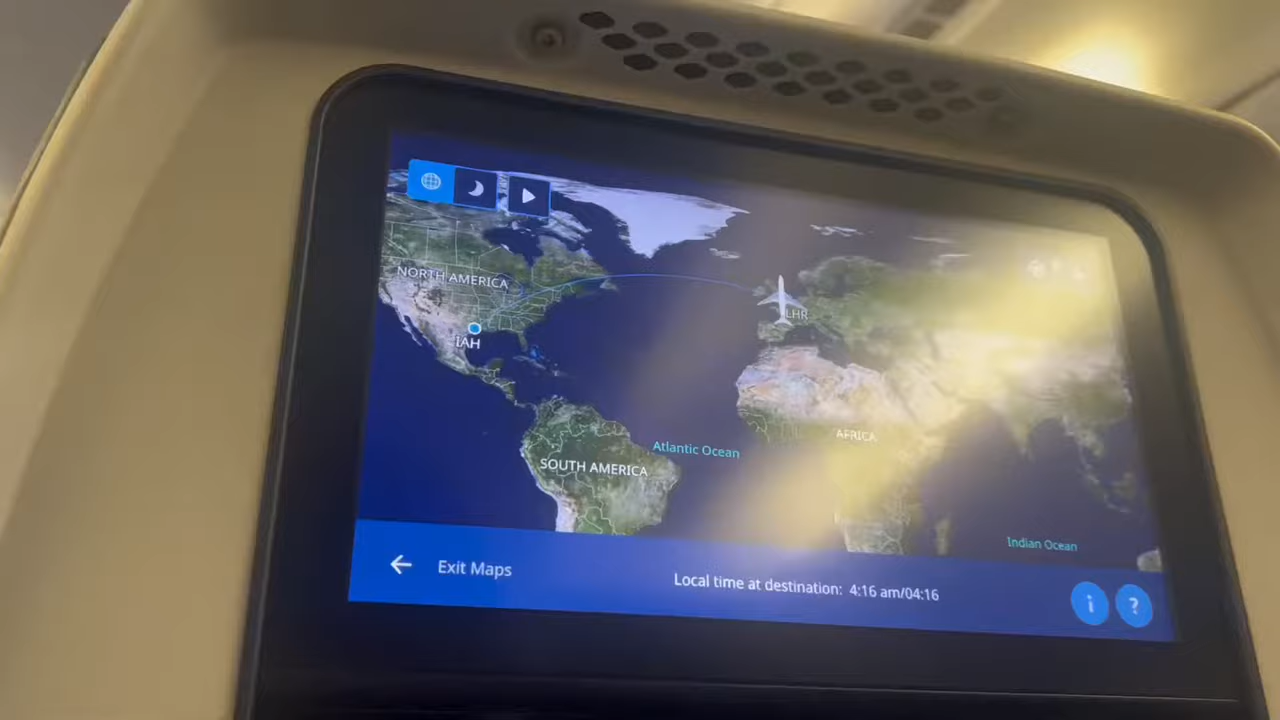 NORTH AMERICA
LHR
IAH
AFRICA
Atlantic Ocean
SOUTH AMERICA
Indian Ocean
Exit Maps
Local time at destination: 4:16 am/04:16
i
?